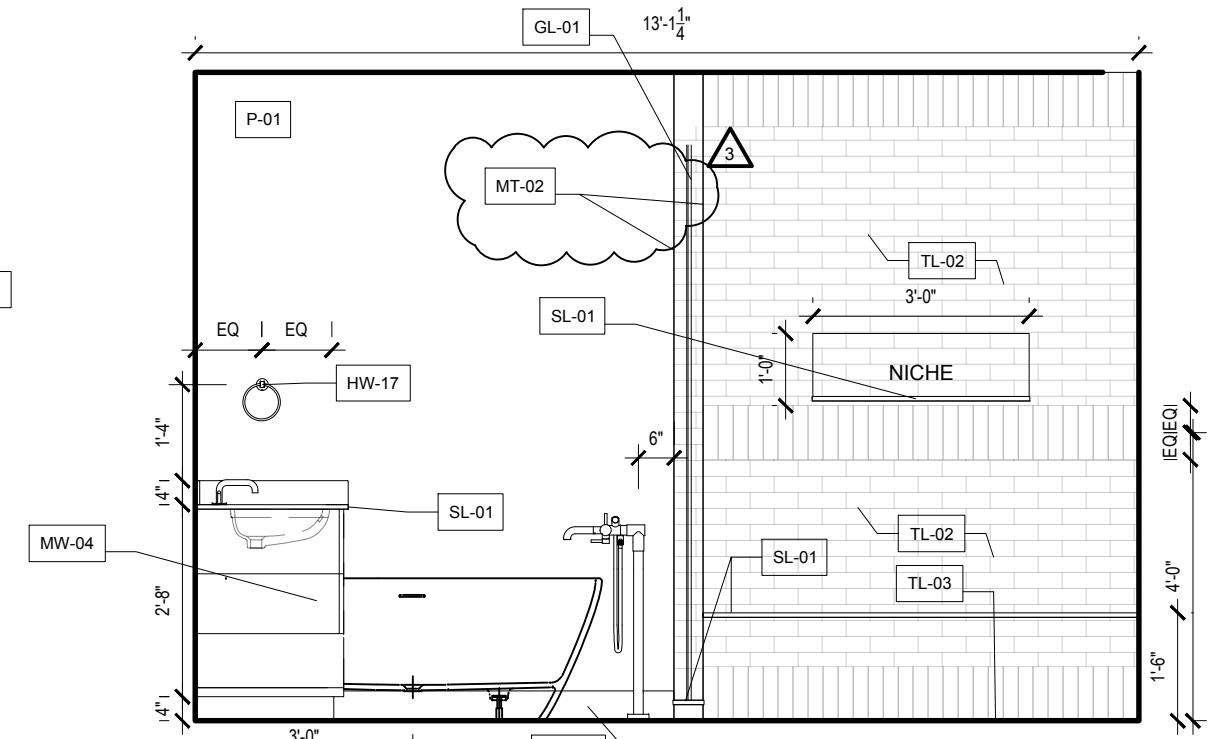 GL-01
13'-1 1/4"
P-01
3
MT-02
TL-02
3'-0"
SL-01
EQ
EQ
1'-0"
NICHE
HW-17
1'-4"
EQ
EQ
6"
4"
SL-01
TL-02
MW-04
SL-01
TL-03
4'-0"
2'-8"
1'-6"
4"
3'-0"